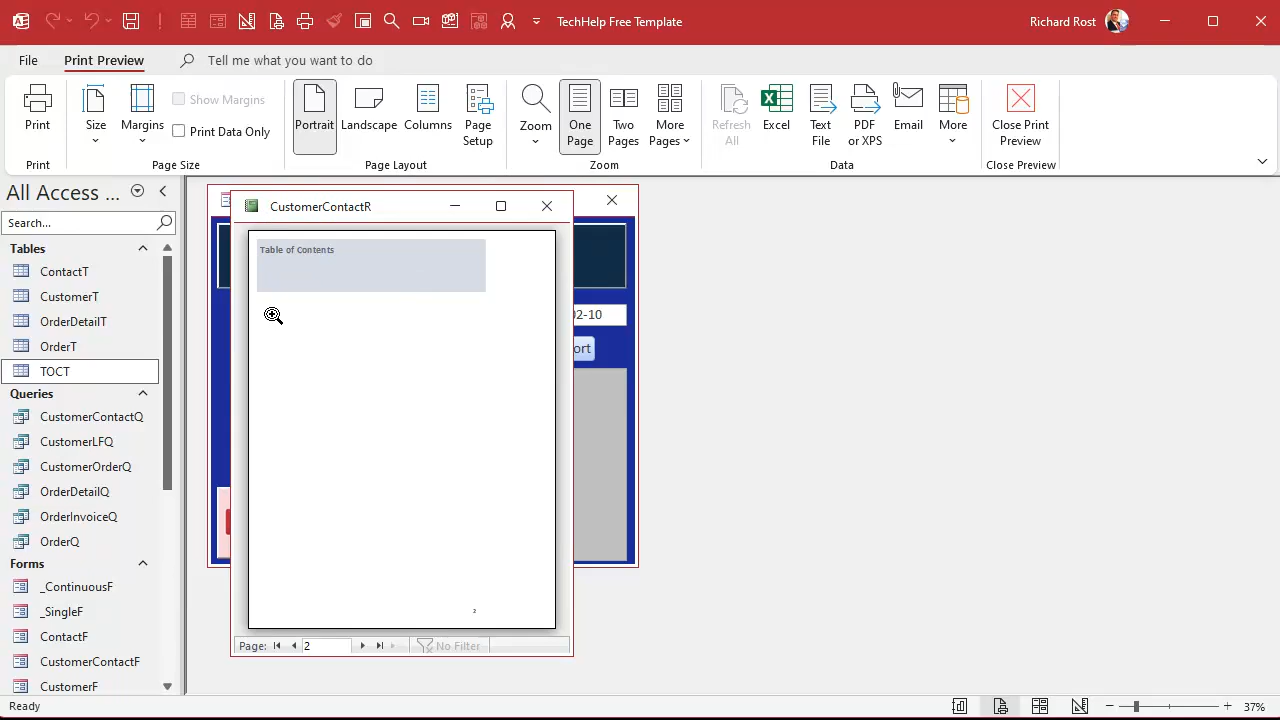 TechHelp Free Template
Richard Rost
File
Print Preview
Tell me what you want to do
Print
Size
Margins
Show Margins
Print Data Only
Portrait
Landscape
Columns
Page Setup
Zoom
One Page
Two Pages
More Pages
Refresh All
Excel
Text File
PDF or XPS
Email
More
Close Print Preview
Print
Page Size
Page Layout
Zoom
Data
Close Preview
All Access ...
Search...
Tables
ContactT
CustomerT
OrderDetailT
OrderT
TOCT
Queries
CustomerContactQ
CustomerLFQ
CustomerOrderQ
OrderDetailQ
OrderInvoiceQ
OrderQ
Forms
_ContinuousF
_SingleF
ContactF
CustomerContactF
CustomerF
CustomerContactR
Table of Contents
2
02-10
ort
Page: 2
No Filter
Ready
37%